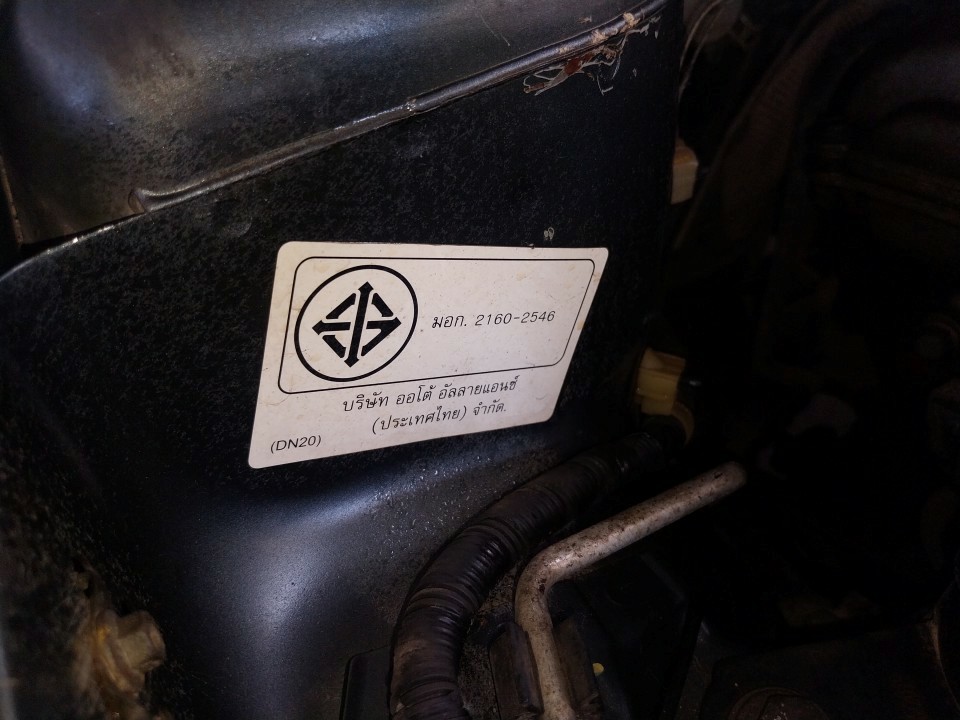 มอก. 2160-2546
บริษัท ออโต้ อัลลายแอนซ์
(ประเทศไทย) จำกัด.
(DN20)